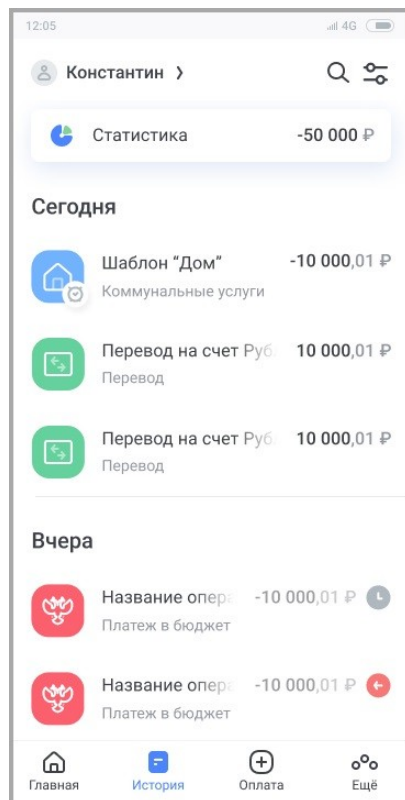 12:05
4G
Константин
Статистика -50 000 ₽
Сегодня
Шаблон “Дом” -10 000,01 ₽
Коммунальные услуги
Перевод на счет Руб 10 000,01 ₽
Перевод
Перевод на счет Руб 10 000,01 ₽
Перевод
Вчера
Название опера -10 000,01 ₽
Платеж в бюджет
Название опера -10 000,01 ₽
Платеж в бюджет
Главная История Оплата Ещё